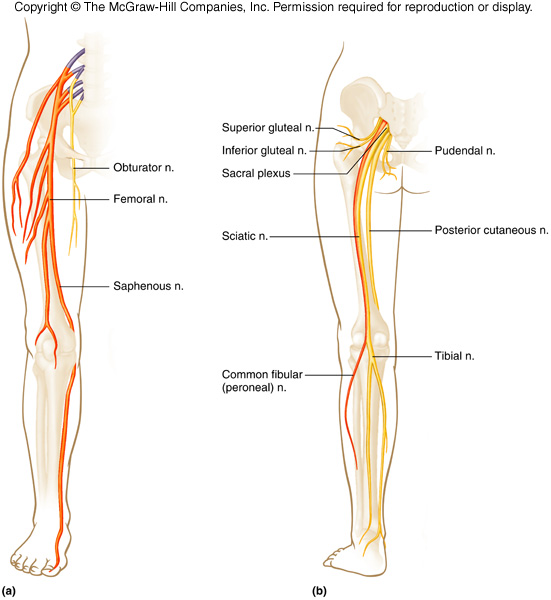 Copyright © The McGraw-Hill Companies, Inc. Permission required for reproduction or display.
Obturator n.
Femoral n.
Saphenous n.
(a)
Superior gluteal n.
Inferior gluteal n.
Sacral plexus
Pudendal n.
Sciatic n.
Posterior cutaneous n.
Tibial n.
Common fibular
(peroneal) n.
(b)